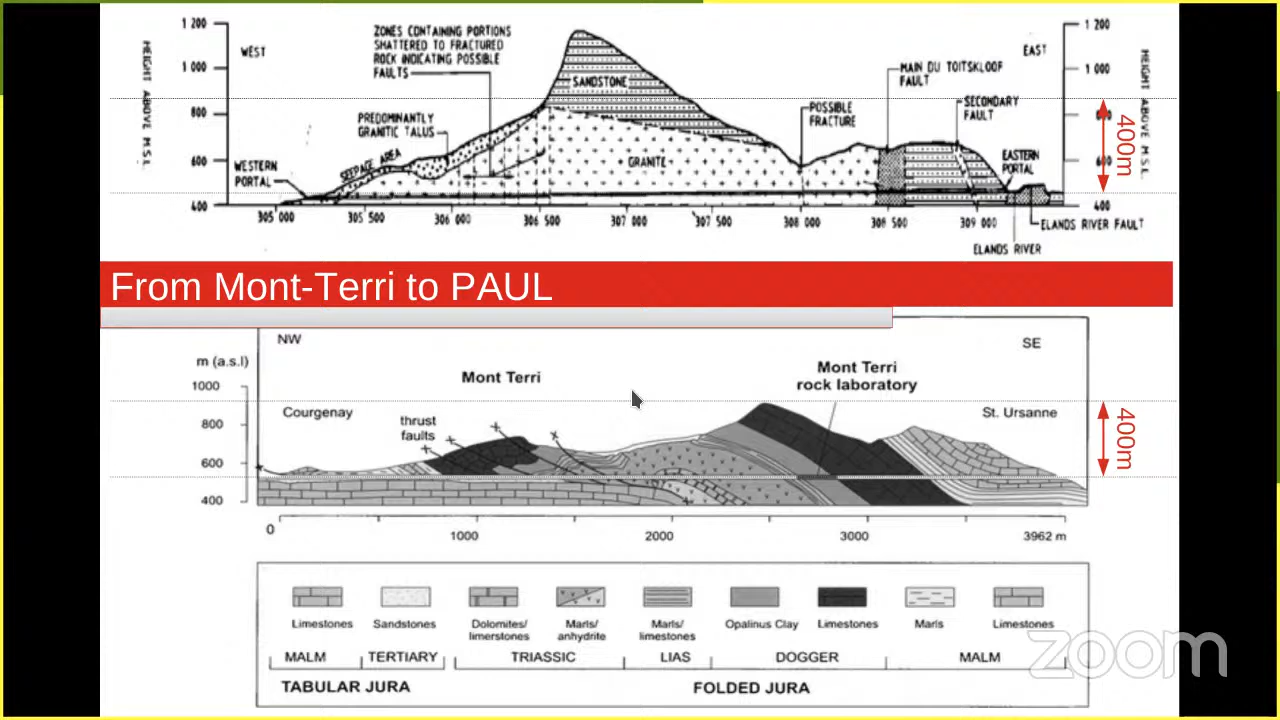 1 200
ZONES CONTAINING PORTIONS
SHATTERED TO FRACTURED
ROCK INDICATING POSSIBLE
FAULTS
1 200
WEST
EAST
HEIGHT ABOVE M.S.L.
1 000
SANDSTONE
MAIN DU TOITSKLOOF
FAULT
1 000
HEIGHT ABOVE M.S.L.
800
PREDOMINANTLY
GRANITIC TALUS
POSSIBLE
FRACTURE
SECONDARY
FAULT
400m
600
WESTERN
PORTAL
SEEPAGE AREA
GRANITE
EASTERN
PORTAL
400
400
305 000
305 500
306 000
306 500
307 000
307 500
308 000
308 500
309 000
ELANDS RIVER FAULT
ELANDS RIVER
From Mont-Terri to PAUL
NW
SE
m (a.s.l)
Mont Terri
Mont Terri
rock laboratory
1000
Courgenay
thrust
faults
St. Ursanne
400m
800
600
400
0
1000
2000
3000
3962 m
Limestones
Sandstones
Dolomites/
limerstones
Marls/
anhydrite
Marls/
limestones
Opalinus Clay
Limestones
Marls
Limestones
MALM
TERTIARY
TRIASSIC
LIAS
DOGGER
MALM
TABULAR JURA
FOLDED JURA
zoom